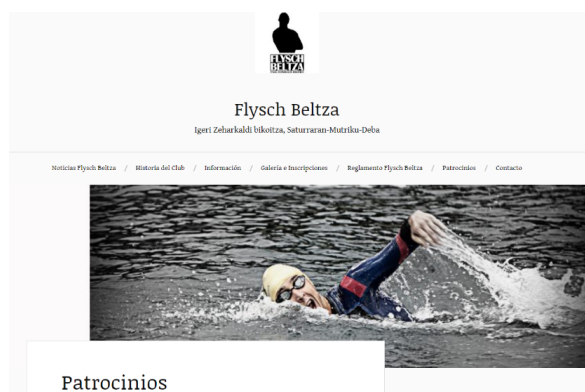 FLYSCH
BELTZA
Flysch Beltza
Igeri Zeharkaldi bikoitza, Saturraran-Mutriku-Deba
Noticias Flysch Beltza / Historia del Club / Información / Galería e Inscripciones / Reglamento Flysch Beltza / Patrocinios / Contacto
Patrocinios